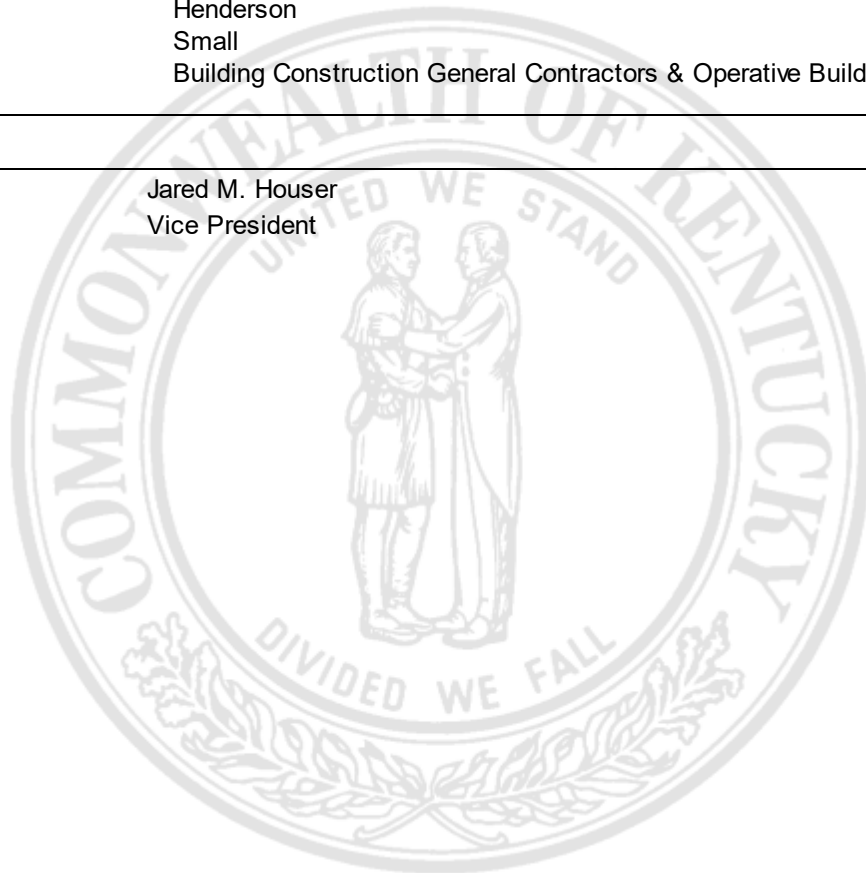 Henderson
Small
Building Construction General Contractors & Operative Build
Jared M. Houser
Vice President
COMMONWEALTH OF KENTUCKY
UNITED WE STAND
DIVIDED WE FALL